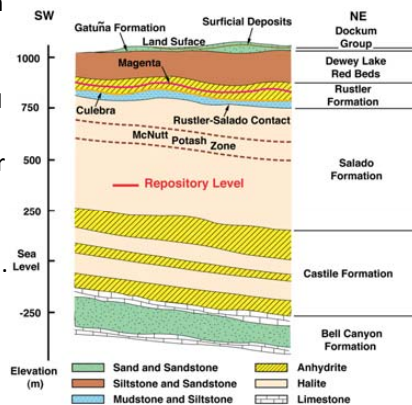 SW
NE
Gatuña Formation
Surficial Deposits
Land Suface
Dockum
Group
1000
Magenta
Dewey Lake
Red Beds
Rustler
Formation
750
Culebra
Rustler-Salado Contact
McNutt Potash Zone
500
Salado
Formation
Repository Level
250
Sea
Level
Castile Formation
-250
Bell Canyon
Formation
Elevation
(m)
Sand and Sandstone
Anhydrite
Siltstone and Sandstone
Halite
Mudstone and Siltstone
Limestone